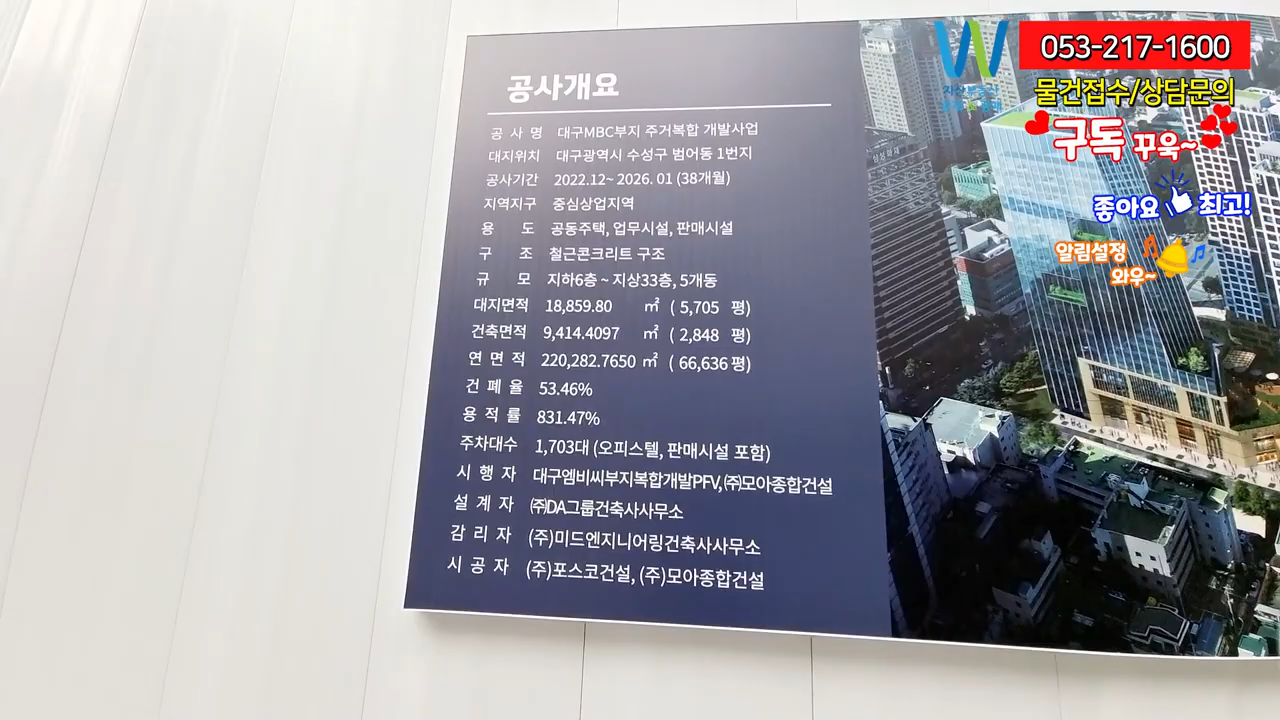 공사개요
공 사 명 대구MBC부지 주거복합 개발사업
대지위치 대구광역시 수성구 범어동 1번지
공사기간 2022.12~ 2026. 01 (38개월)
지역지구 중심상업지역
용 도 공동주택, 업무시설, 판매시설
구 조 철근콘크리트 구조
규 모 지하6층 ~ 지상33층, 5개동
대지면적 18,859.80 ㎡ ( 5,705 평)
건축면적 9,414.4097 ㎡ ( 2,848 평)
연 면 적 220,282.7650 ㎡ ( 66,636 평)
건 폐 율 53.46%
용 적 률 831.47%
주차대수 1,703대 (오피스텔, 판매시설 포함)
시 행 자 대구엠비씨부지복합개발PFV, ㈜모아종합건설
설 계 자 ㈜DA그룹건축사사무소
감 리 자 (주)미드엔지니어링건축사사무소
시 공 자 (주)포스코건설, (주)모아종합건설
053-217-1600
물건접수/상담문의
구독 꾸욱~
좋아요 최고!
알림설정
와우~